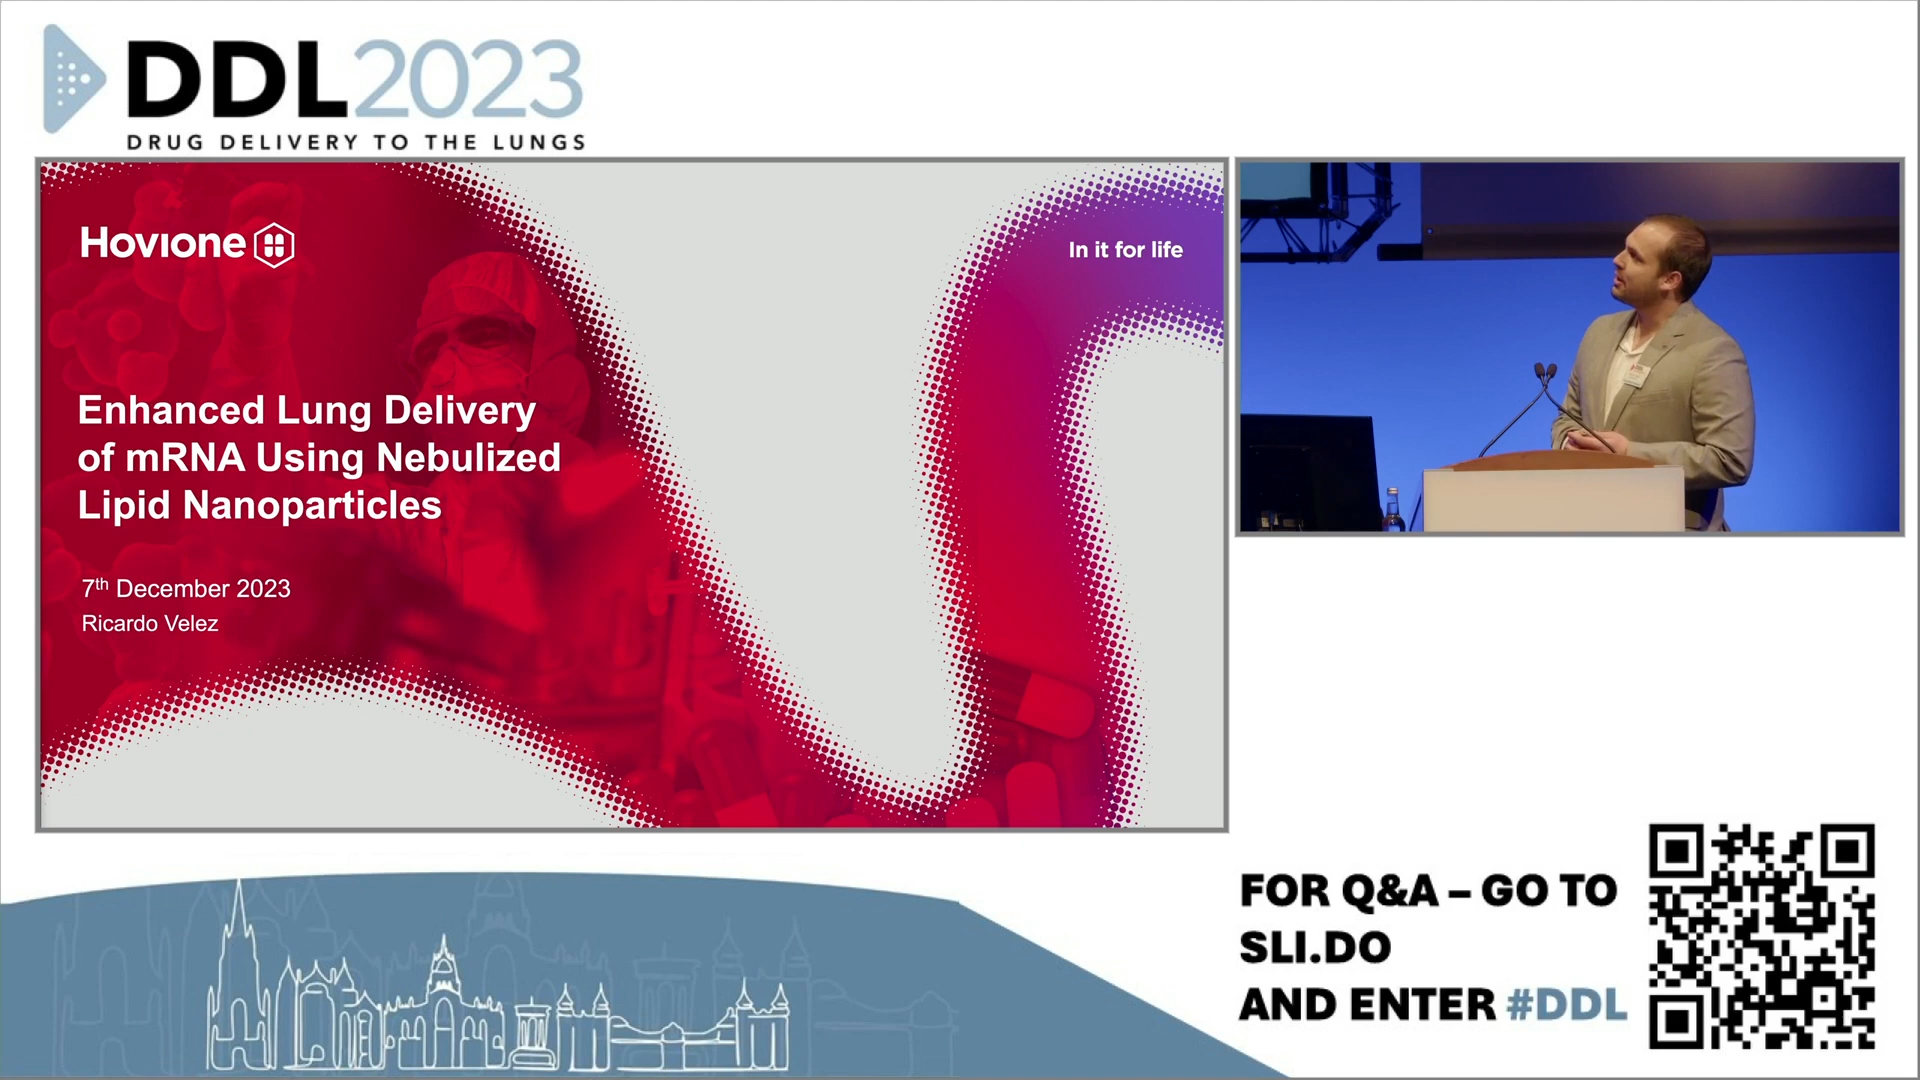 DDL2023
DRUG DELIVERY TO THE LUNGS
Hovione
In it for life
Enhanced Lung Delivery
of mRNA Using Nebulized
Lipid Nanoparticles
7th December 2023
Ricardo Velez
FOR Q&A – GO TO
SLI.DO
AND ENTER #DDL